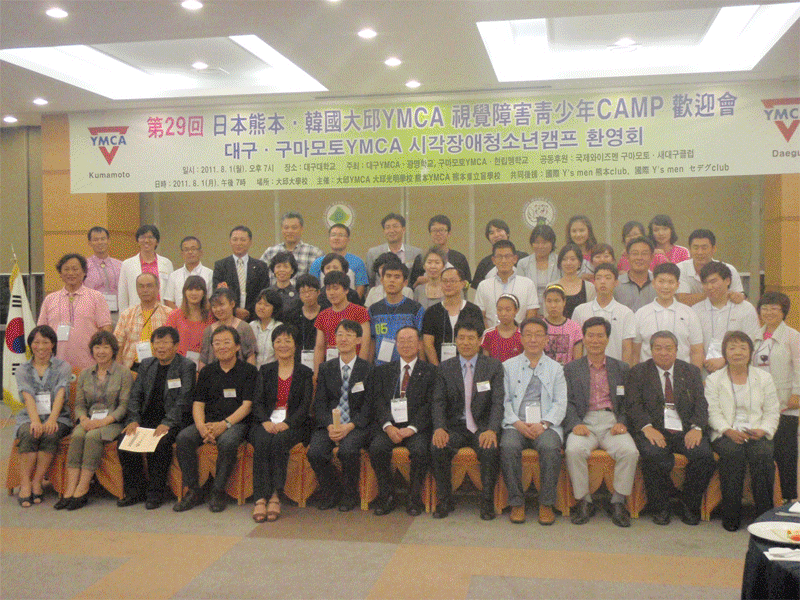 YMCA
Kumamoto
第29回 日本熊本・韓國大邱YMCA 視覺障害靑少年CAMP 歡迎會
대구·구마모토YMCA 시각장애청소년캠프 환영회
일시 : 2011. 8. 1(월), 오후 7시 장소 : 대구대학교 주최 : 대구YMCA·광명학교, 구마모토YMCA·현립맹학교 공동후원 : 국제와이즈멘 구마모토·새대구클럽
日時 : 2011. 8. 1(月). 午後 7時 場所 : 大邱大學校 主催 : 大邱YMCA 大邱光明學校 熊本YMCA 熊本県立盲學校 共同後援 : 國際 Y's men 熊本club, 國際 Y's men セデグclub
YMCA
Daegu